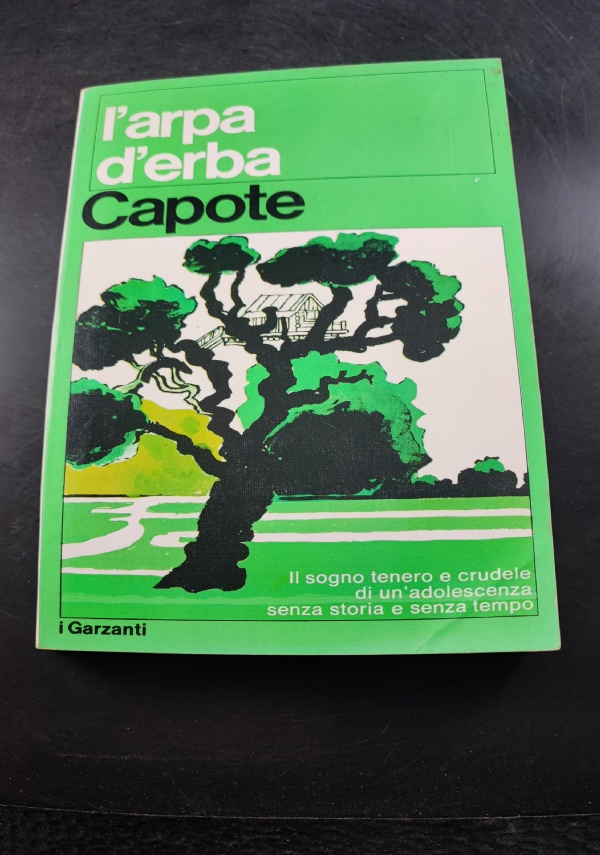 l'arpa
d'erba
Capote
Il sogno tenero e crudele
di un'adolescenza
senza storia e senza tempo
i Garzanti